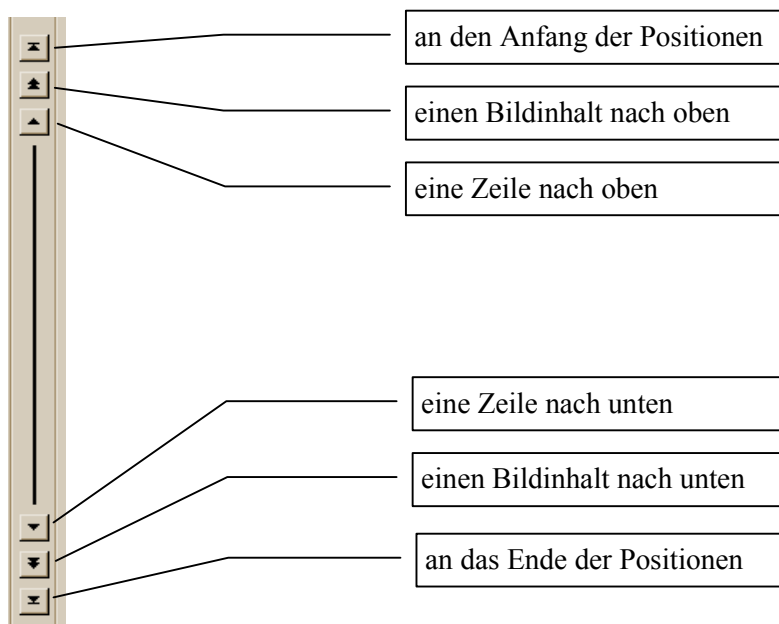 an den Anfang der Positionen
einen Bildinhalt nach oben
eine Zeile nach oben
eine Zeile nach unten
einen Bildinhalt nach unten
an das Ende der Positionen